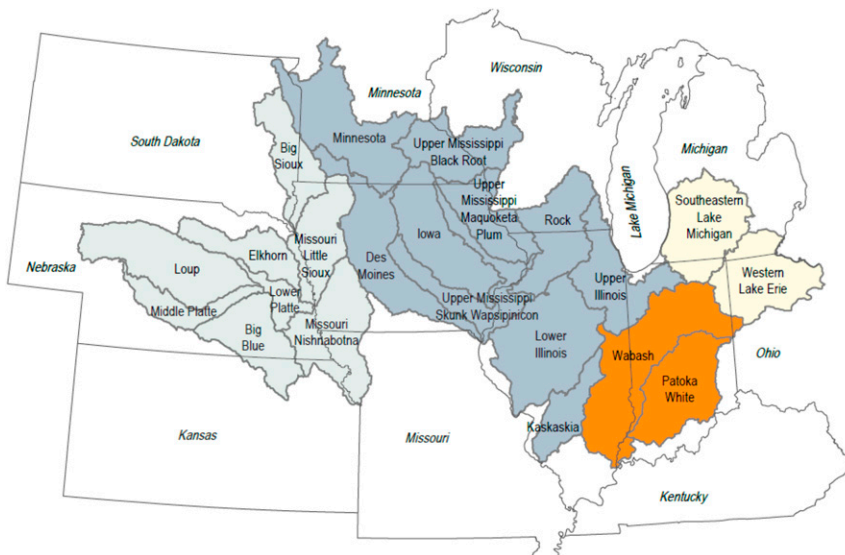 Wisconsin
Minnesota
South Dakota
Minnesota
Upper Mississippi
Black Root
Michigan
Big
Sioux
Lake Michigan
Upper
Mississippi
Maquoketa
Plum
Rock
Southeastern
Lake
Michigan
Iowa
Missouri
Little
Sioux
Elkhorn
Loup
Nebraska
Des
Moines
Upper
Illinois
Western
Lake Erie
Lower
Platte
Middle Platte
Upper Mississippi
Skunk Wapsipinicon
Big
Blue
Missouri
Nishnabotna
Lower
Illinois
Wabash
Ohio
Patoka
White
Kaskaskia
Kansas
Missouri
Kentucky